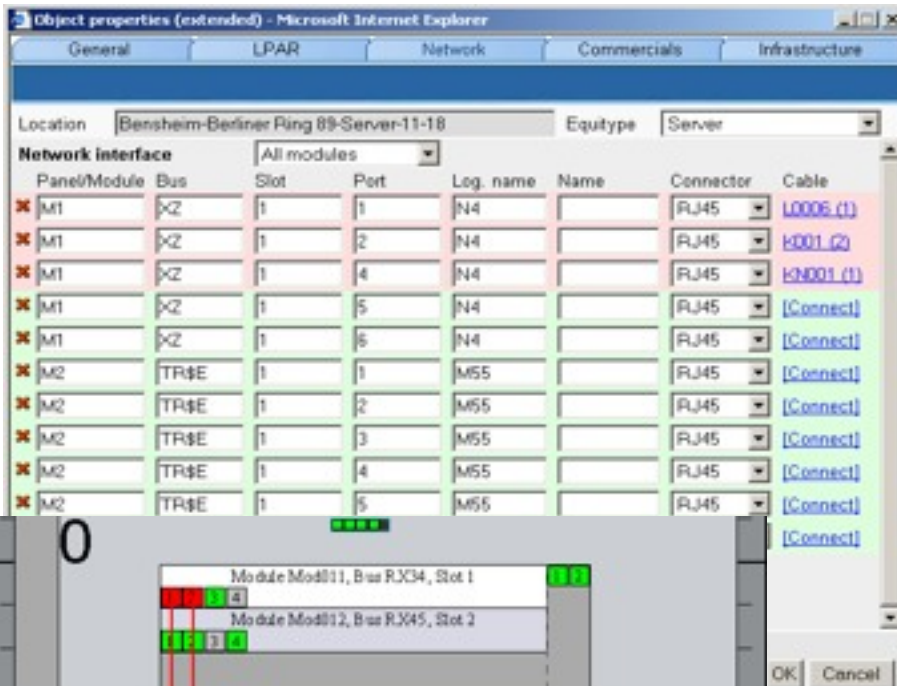 Object properties (extended) - Microsoft Internet Explorer
General LPAR Network Commercials Infrastructure
Location Bensheim-Berliner Ring 89-Server-11-18 Equitype Server
Network interface All modules
Panel/Module Bus Slot Port Log. name Name Connector Cable
M1 XZ 1 1 N4 RJ45 L0006 (1)
M1 XZ 1 2 N4 RJ45 K001 (2)
M1 XZ 1 4 N4 RJ45 KN001 (1)
M1 XZ 1 5 N4 RJ45 [Connect]
M1 XZ 1 6 N4 RJ45 [Connect]
M2 TR$E 1 1 M55 RJ45 [Connect]
M2 TR$E 1 2 M55 RJ45 [Connect]
M2 TR$E 1 3 M55 RJ45 [Connect]
M2 TR$E 1 4 M55 RJ45 [Connect]
M2 TR$E 1 5 M55 RJ45 [Connect]
[Connect]
0
Module Mod011, Bus RX34, Slot 1 1 2
1 2 3 4
Module Mod012, Bus RX45, Slot 2
1 2 3 4
OK Cancel